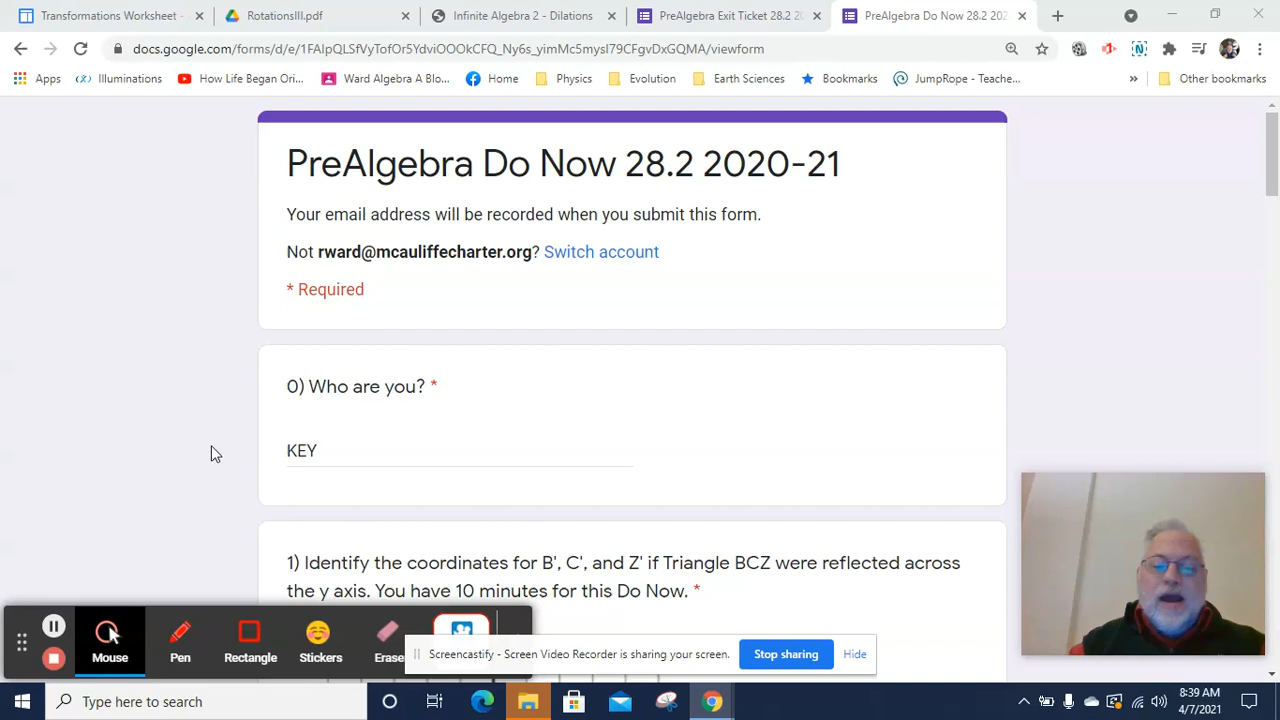 Transformations Worksheet -
RotationsIII.pdf
Infinite Algebra 2 - Dilations
PreAlgebra Exit Ticket 28.2 202
PreAlgebra Do Now 28.2 202
docs.google.com/forms/d/e/1FAIpQLSfVyTofOr5YdviOOOkCFQ_Ny6s_yimMc5mysI79CFgvDxGQMA/viewform
Apps
Illuminations
How Life Began Ori...
Ward Algebra A Blo...
Home
Physics
Evolution
Earth Sciences
Bookmarks
JumpRope - Teache...
»
Other bookmarks
PreAlgebra Do Now 28.2 2020-21
Your email address will be recorded when you submit this form.
Not rward@mcauliffecharter.org? Switch account
* Required
0) Who are you? *
KEY
1) Identify the coordinates for B', C', and Z' if Triangle BCZ were reflected across
the y axis. You have 10 minutes for this Do Now. *
Mouse
Pen
Rectangle
Stickers
Erase
Screencastify - Screen Video Recorder is sharing your screen.
Stop sharing
Hide
Type here to search
8:39 AM
4/7/2021